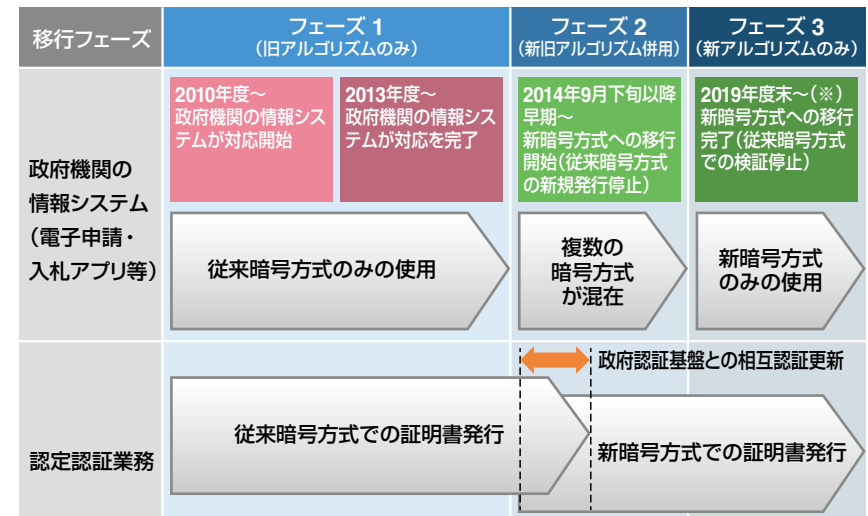 移行フェーズ
フェーズ 1
(旧アルゴリズムのみ)
フェーズ 2
(新旧アルゴリズム併用)
フェーズ 3
(新アルゴリズムのみ)
政府機関の
情報システム
(電子申請・
入札アプリ等)
2010年度〜
政府機関の情報シス
テムが対応開始
2013年度〜
政府機関の情報シス
テムが対応を完了
2014年9月下旬以降
早期〜
新暗号方式への移行
開始(従来暗号方式
の新規発行停止)
2019年度末〜(※)
新暗号方式への移行
完了(従来暗号方式
での検証停止)
従来暗号方式のみの使用
複数の
暗号方式
が混在
新暗号方式
のみの使用
認定認証業務
政府認証基盤との相互認証更新
従来暗号方式での証明書発行
新暗号方式での証明書発行